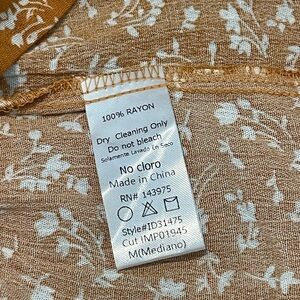 100% RAYON
Dry Cleaning Only
Do not bleach
Solamente Lavado En Seco
No cloro
Made in China
RN# 143975
Style#ID31475
Cut IMP01945
M(Mediano)